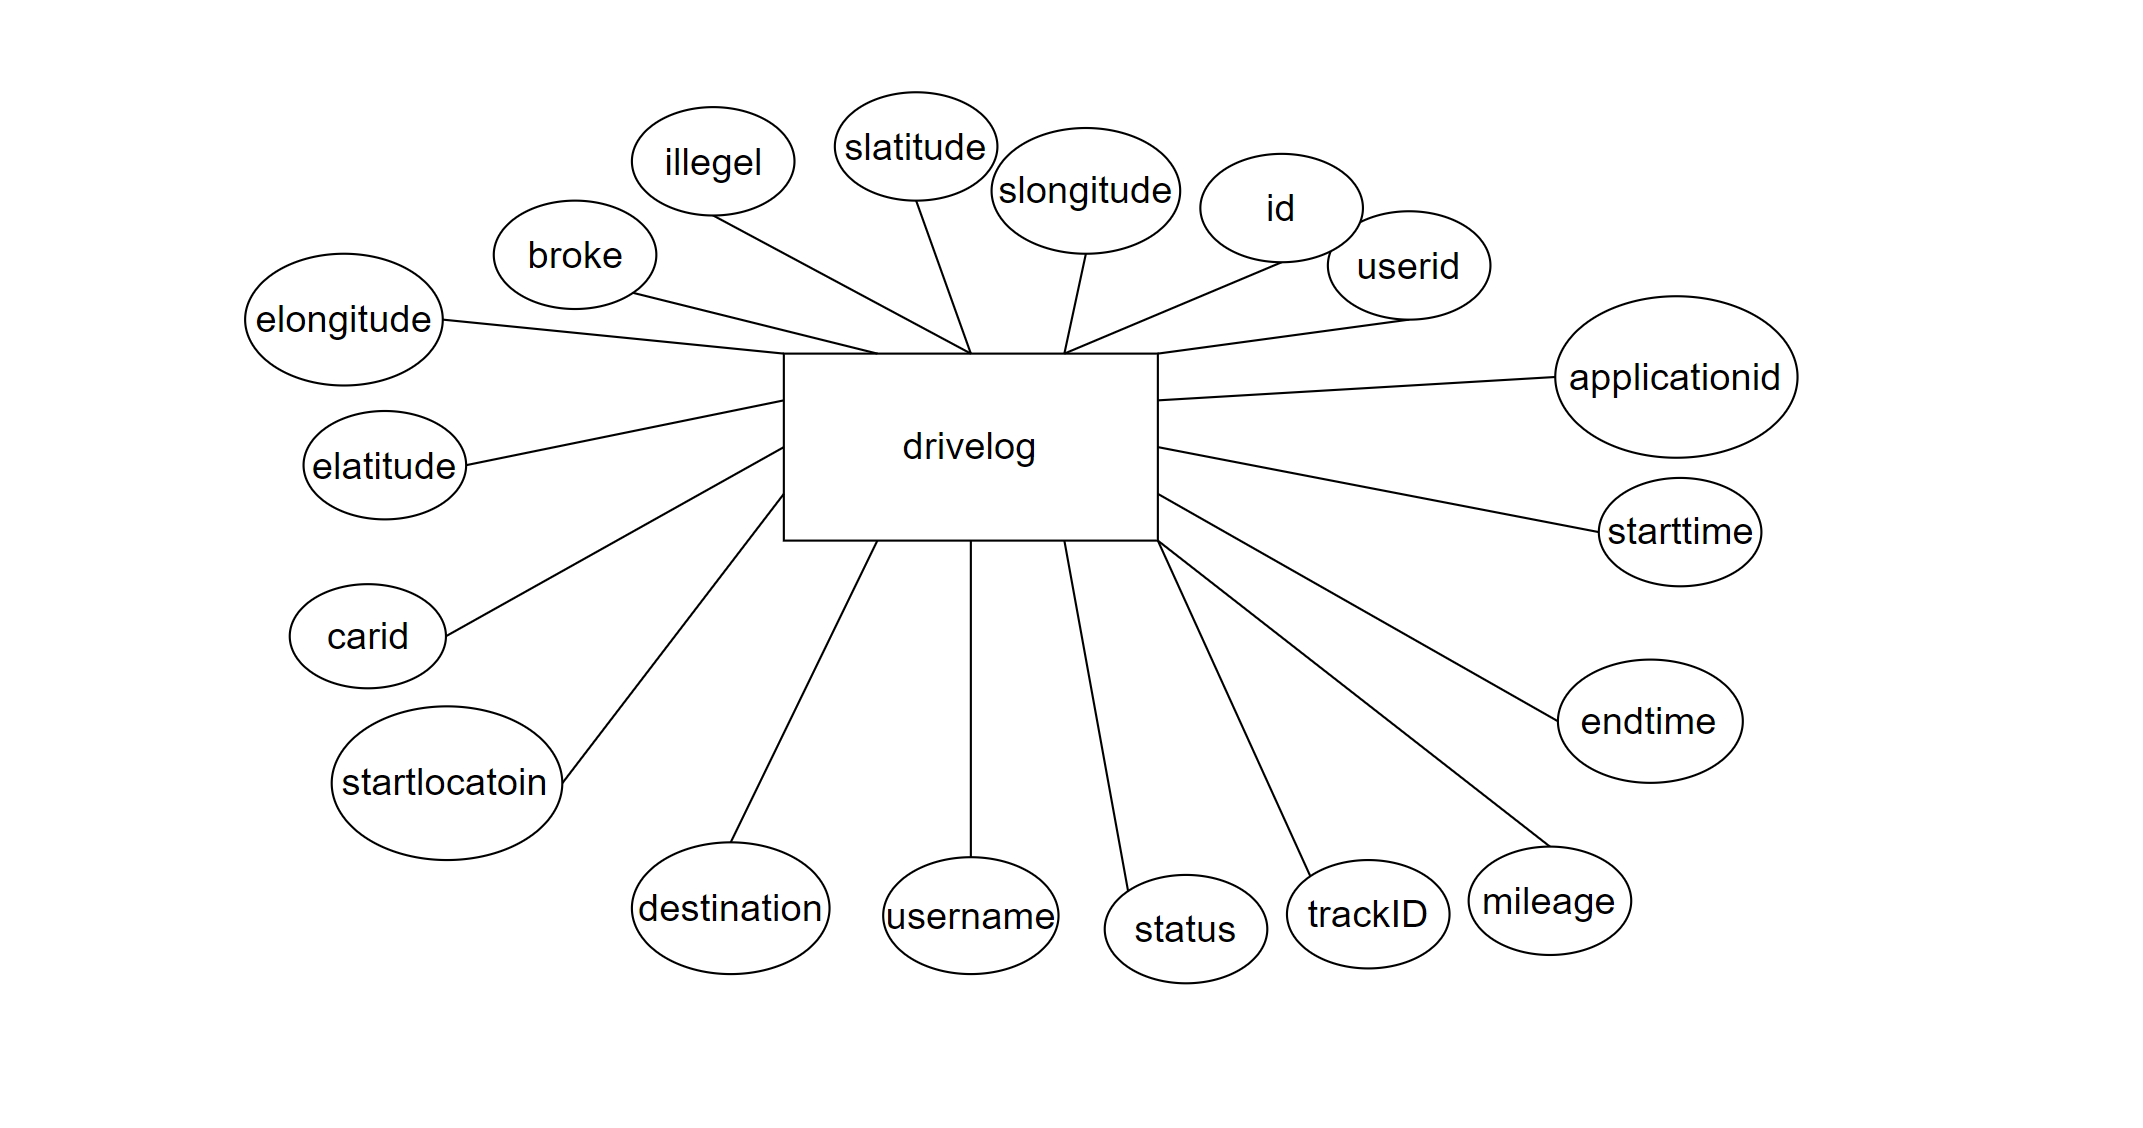 slatitude
illegel
slongitude
id
broke
userid
elongitude
applicationid
drivelog
elatitude
starttime
carid
endtime
startlocatoin
mileage
destination
trackID
username
status